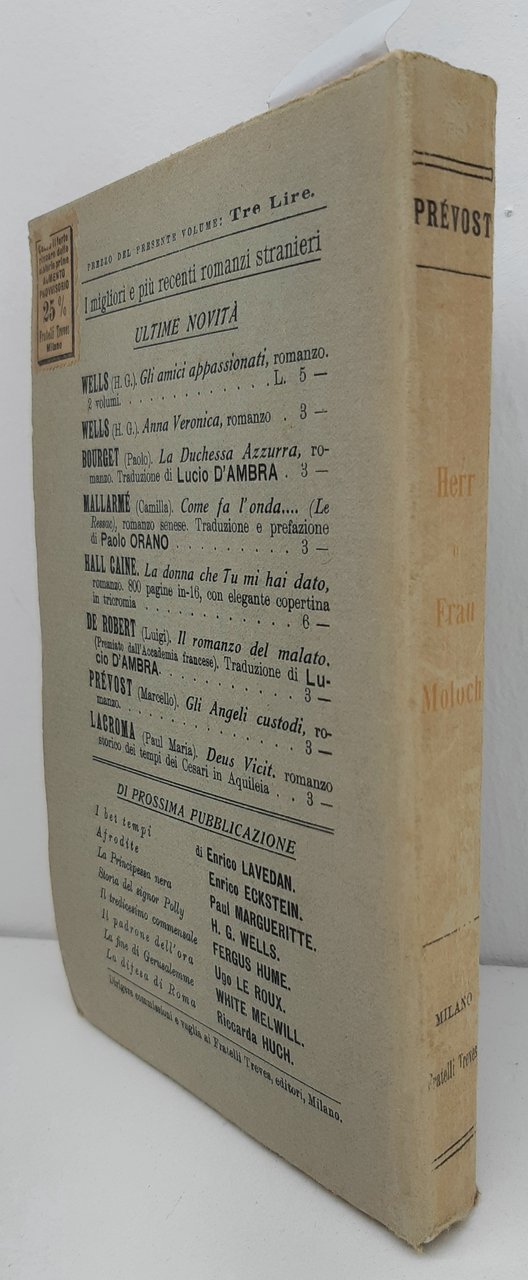 PREZZO DEL PRESENTE VOLUME: Tre Lire.
I migliori e più recenti romanzi stranieri
ULTIME NOVITÀ
WELLS (H. G.). Gli amici appassionati, romanzo.
2 volumi. . . . . . . . . . . . . L. 5 —
WELLS (H. G.). Anna Veronica, romanzo . 3 —
BOURGET (Paolo). La Duchessa Azzurra, ro-
manzo. Traduzione di Lucio D'AMBRA . 3 —
MALLARMÉ (Camilla). Come fa l'onda.... (Le
romanzo senese. Traduzione e prefazione
di Paolo ORANO . . . . . . . . . . 3 —
HALL CAINE. La donna che Tu mi hai dato,
romanzo. 800 pagine in-16, con elegante copertina
in tricromia . . . . . . . . . . . . 6 —
DE ROBERT (Luigi). Il romanzo del malato.
(Premiato dall'Accademia francese). Traduzione di Lu-
cio D'AMBRA. . . . . . . . . . . 3 —
PRÉVOST (Marcello). Gli Angeli custodi, ro-
manzo. . . . . . . . . . . . . . 3 —
LACROMA (Paul Maria). Deus Vicit. romanzo
storico dei tempi dei Cesari in Aquileia . . 3 —
DI PROSSIMA PUBBLICAZIONE
I bei tempi di Enrico LAVEDAN.
Afrodite Enrico ECKSTEIN.
La Principessa nera Paul MARGUERITTE.
Storia del signor Polly H. G. WELLS.
Il tredicesimo commensale FERGUS HUME.
Il padrone dell'ora Ugo LE ROUX.
La fine di Gerusalemme WHITE MELWILL.
La difesa di Roma Riccarda HUCH.
Dirigere commissioni e vaglia ai Fratelli Treves, editori, Milano.
AUMENTO
PROVVISORIO
25 %
Fratelli Treves
Milano
PRÉVOST
Herr
e
Frau
Moloch
MILANO
Fratelli Treves